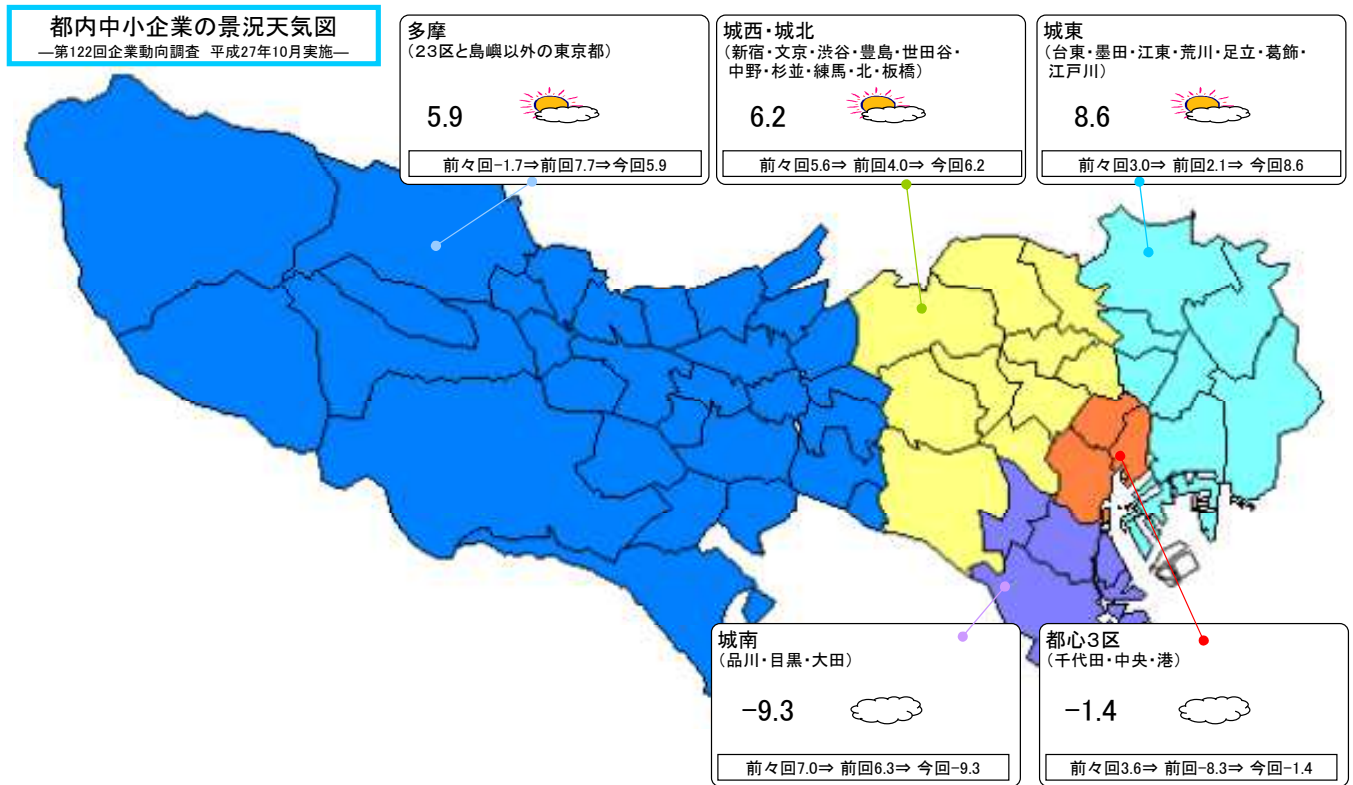 都内中小企業の景況天気図
―第122回企業動向調査 平成27年10月実施―
多摩
（23区と島嶼以外の東京都）
5.9
前々回-1.7⇒前回7.7⇒今回5.9
城西・城北
（新宿・文京・渋谷・豊島・世田谷・
中野・杉並・練馬・北・板橋）
6.2
前々回5.6⇒ 前回4.0⇒ 今回6.2
城東
（台東・墨田・江東・荒川・足立・葛飾・
江戸川）
8.6
前々回3.0⇒ 前回2.1⇒ 今回8.6
城南
（品川・目黒・大田）
-9.3
前々回7.0⇒ 前回6.3⇒ 今回-9.3
都心3区
（千代田・中央・港）
-1.4
前々回3.6⇒ 前回-8.3⇒ 今回-1.4